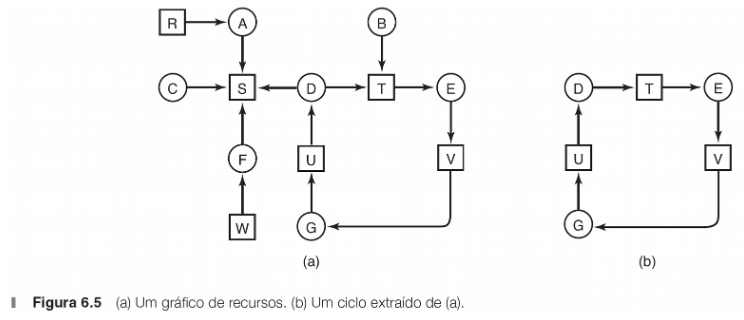 R A B
C S D T E D T E
F U V U V
W G G
(a) (b)
Figura 6.5 (a) Um gráfico de recursos. (b) Um ciclo extraído de (a).